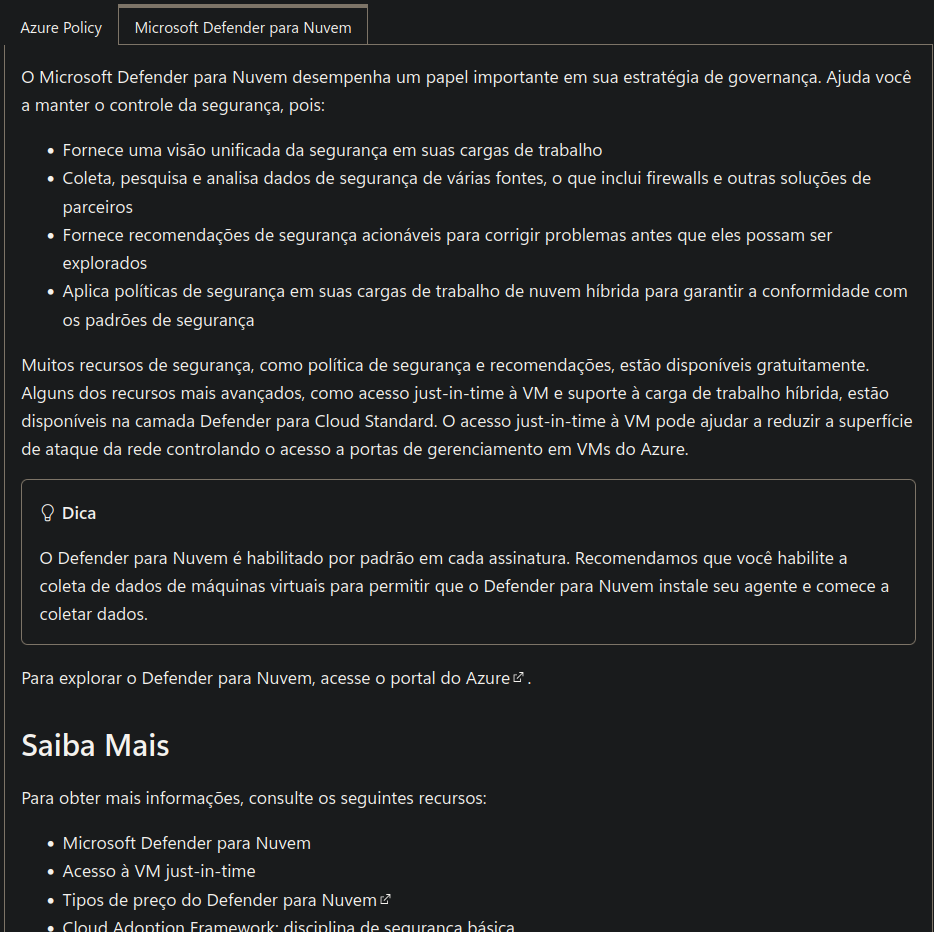 Azure Policy
Microsoft Defender para Nuvem
O Microsoft Defender para Nuvem desempenha um papel importante em sua estratégia de governança. Ajuda você
a manter o controle da segurança, pois:
• Fornece uma visão unificada da segurança em suas cargas de trabalho
• Coleta, pesquisa e analisa dados de segurança de várias fontes, o que inclui firewalls e outras soluções de
parceiros
• Fornece recomendações de segurança acionáveis para corrigir problemas antes que eles possam ser
explorados
• Aplica políticas de segurança em suas cargas de trabalho de nuvem híbrida para garantir a conformidade com
os padrões de segurança
Muitos recursos de segurança, como política de segurança e recomendações, estão disponíveis gratuitamente.
Alguns dos recursos mais avançados, como acesso just-in-time à VM e suporte à carga de trabalho híbrida, estão
disponíveis na camada Defender para Cloud Standard. O acesso just-in-time à VM pode ajudar a reduzir a superfície
de ataque da rede controlando o acesso a portas de gerenciamento em VMs do Azure.
Dica
O Defender para Nuvem é habilitado por padrão em cada assinatura. Recomendamos que você habilite a
coleta de dados de máquinas virtuais para permitir que o Defender para Nuvem instale seu agente e comece a
coletar dados.
Para explorar o Defender para Nuvem, acesse o portal do Azure.
Saiba Mais
Para obter mais informações, consulte os seguintes recursos:
• Microsoft Defender para Nuvem
• Acesso à VM just-in-time
• Tipos de preço do Defender para Nuvem
• Cloud Adoption Framework: disciplina de segurança básica